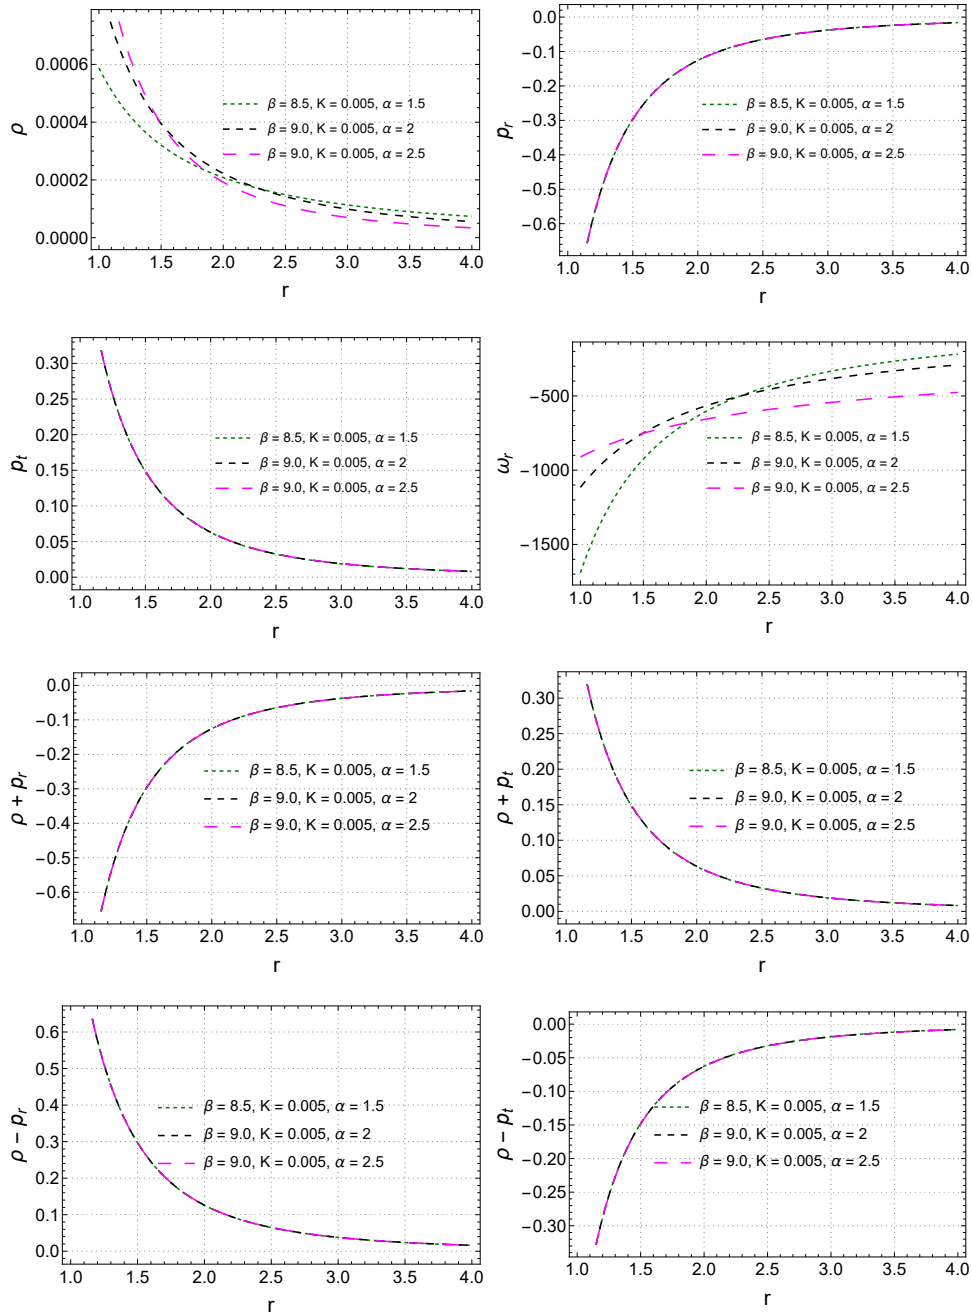 0.0006
0.0004
0.0002
0.0000
ρ
β = 8.5, K = 0.005, α = 1.5
β = 9.0, K = 0.005, α = 2
β = 9.0, K = 0.005, α = 2.5
1.0 1.5 2.0 2.5 3.0 3.5 4.0
r
0.0
−0.1
−0.2
−0.3
−0.4
−0.5
−0.6
p_r
β = 8.5, K = 0.005, α = 1.5
β = 9.0, K = 0.005, α = 2
β = 9.0, K = 0.005, α = 2.5
1.0 1.5 2.0 2.5 3.0 3.5 4.0
r
0.30
0.25
0.20
0.15
0.10
0.05
0.00
p_t
β = 8.5, K = 0.005, α = 1.5
β = 9.0, K = 0.005, α = 2
β = 9.0, K = 0.005, α = 2.5
1.0 1.5 2.0 2.5 3.0 3.5 4.0
r
−500
−1000
−1500
ω_r
β = 8.5, K = 0.005, α = 1.5
β = 9.0, K = 0.005, α = 2
β = 9.0, K = 0.005, α = 2.5
1.0 1.5 2.0 2.5 3.0 3.5 4.0
r
0.0
−0.1
−0.2
−0.3
−0.4
−0.5
−0.6
ρ + p_r
β = 8.5, K = 0.005, α = 1.5
β = 9.0, K = 0.005, α = 2
β = 9.0, K = 0.005, α = 2.5
1.0 1.5 2.0 2.5 3.0 3.5 4.0
r
0.30
0.25
0.20
0.15
0.10
0.05
0.00
ρ + p_t
β = 8.5, K = 0.005, α = 1.5
β = 9.0, K = 0.005, α = 2
β = 9.0, K = 0.005, α = 2.5
1.0 1.5 2.0 2.5 3.0 3.5 4.0
r
0.6
0.5
0.4
0.3
0.2
0.1
0.0
ρ − p_r
β = 8.5, K = 0.005, α = 1.5
β = 9.0, K = 0.005, α = 2
β = 9.0, K = 0.005, α = 2.5
1.0 1.5 2.0 2.5 3.0 3.5 4.0
r
0.00
−0.05
−0.10
−0.15
−0.20
−0.25
−0.30
ρ − p_t
β = 8.5, K = 0.005, α = 1.5
β = 9.0, K = 0.005, α = 2
β = 9.0, K = 0.005, α = 2.5
1.0 1.5 2.0 2.5 3.0 3.5 4.0
r